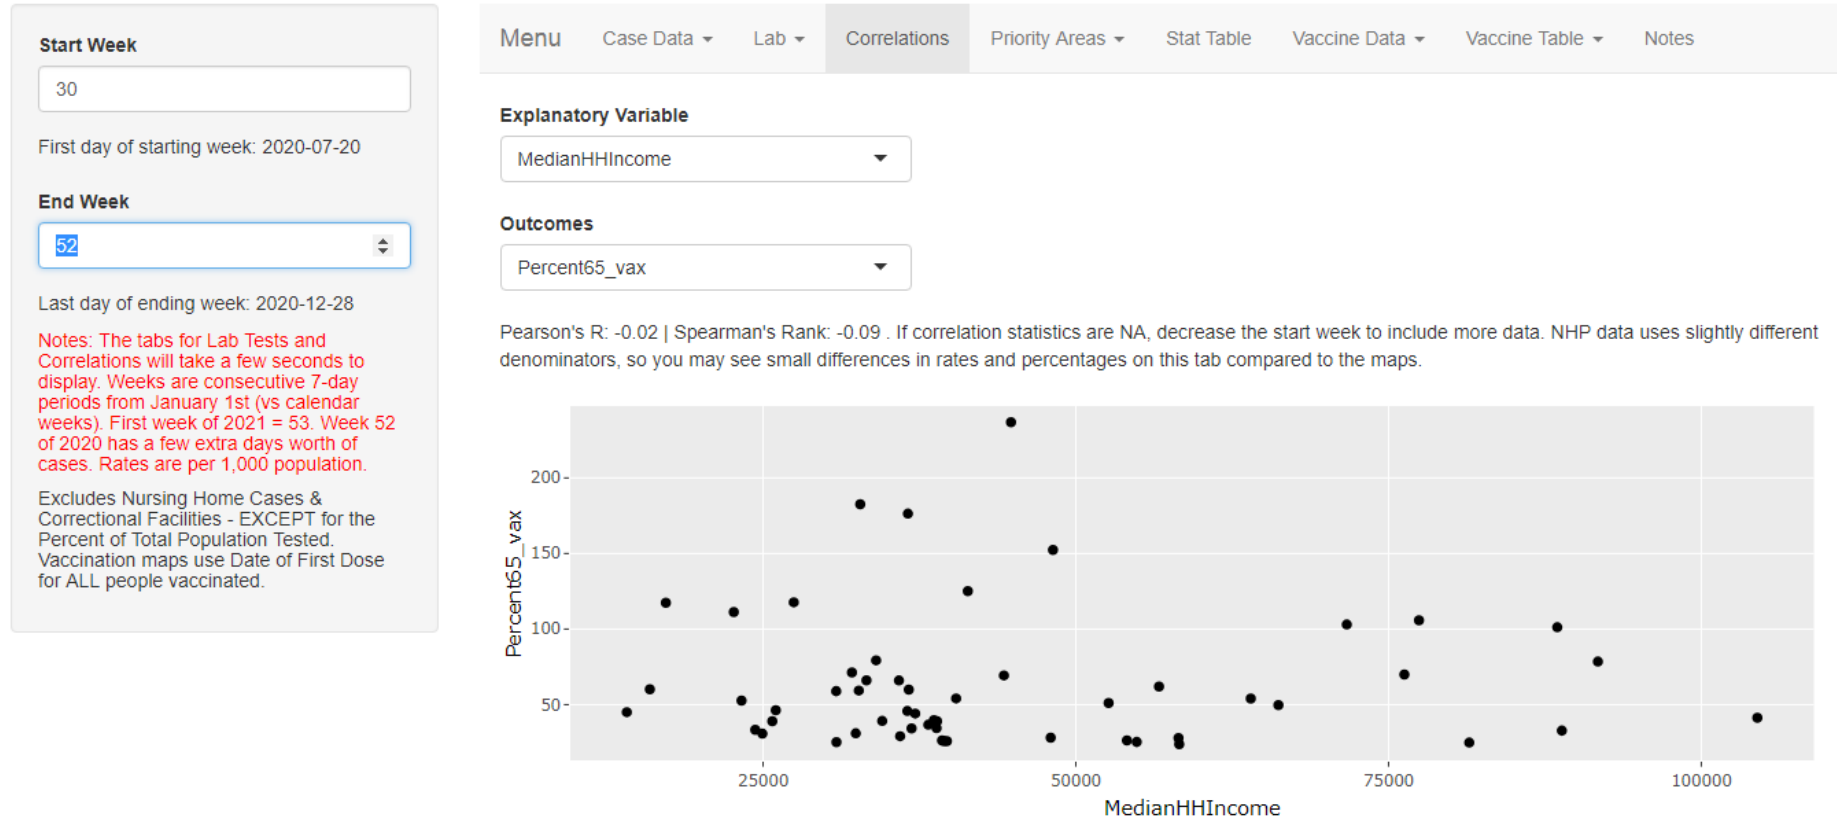 Start Week
30
First day of starting week: 2020-07-20
End Week
52
Last day of ending week: 2020-12-28
Notes: The tabs for Lab Tests and
Correlations will take a few seconds to
display. Weeks are consecutive 7-day
periods from January 1st (vs calendar
weeks). First week of 2021 = 53. Week 52
of 2020 has a few extra days worth of
cases. Rates are per 1,000 population.
Excludes Nursing Home Cases &
Correctional Facilities - EXCEPT for the
Percent of Total Population Tested.
Vaccination maps use Date of First Dose
for ALL people vaccinated.
Menu Case Data Lab Correlations Priority Areas Stat Table Vaccine Data Vaccine Table Notes
Explanatory Variable
MedianHHIncome
Outcomes
Percent65_vax
Pearson's R: -0.02 | Spearman's Rank: -0.09 . If correlation statistics are NA, decrease the start week to include more data. NHP data uses slightly different
denominators, so you may see small differences in rates and percentages on this tab compared to the maps.
Percent65_vax
200
150
100
50
25000 50000 75000 100000
MedianHHIncome